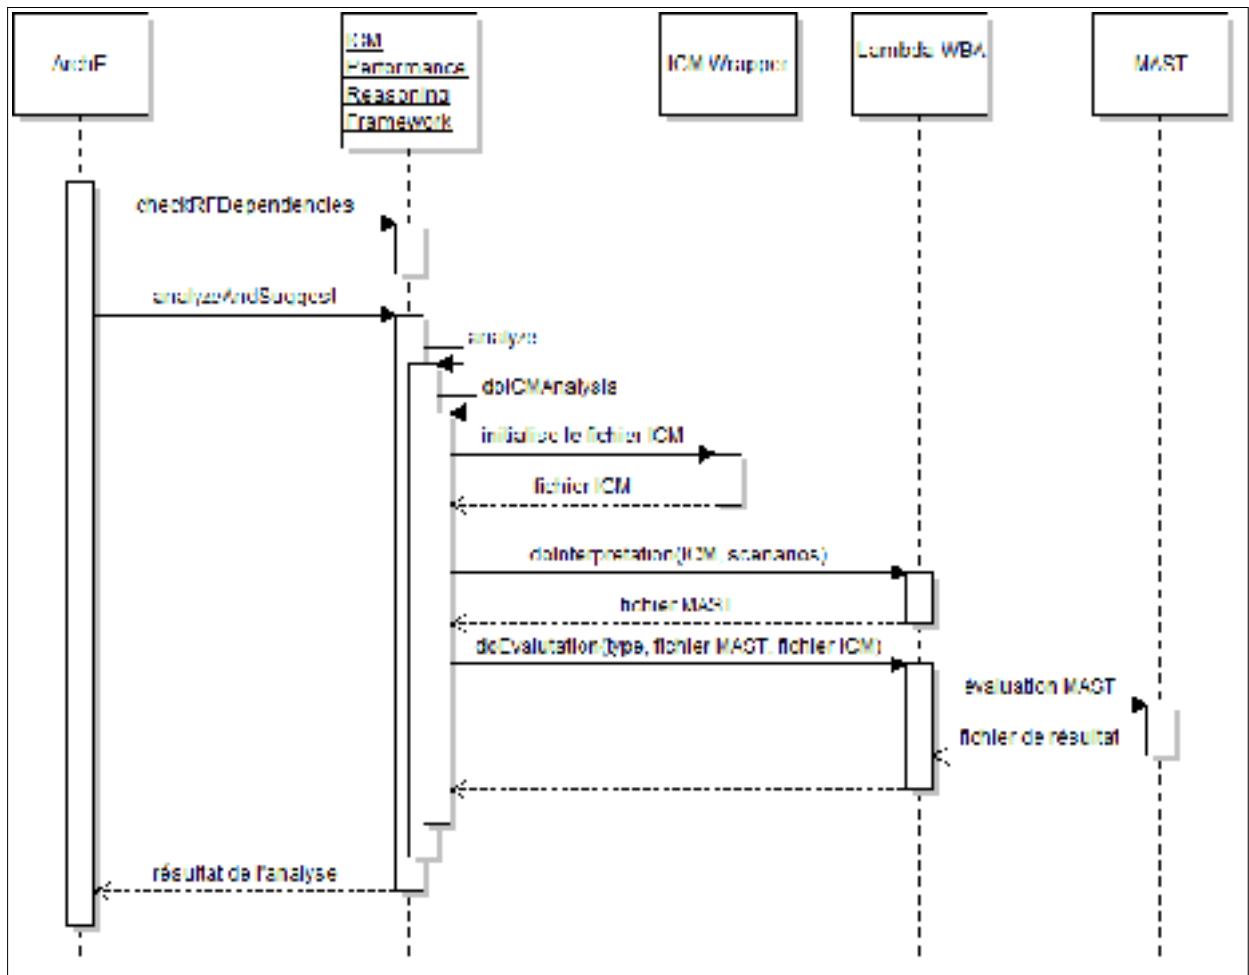 ArchE
ICM
Performance
Reasoning
Framework
ICM Wrapper
Lambda WBA
MAST
checkRFDependencies
analyzeAndSuggest
analyze
doICMAnalysis
initialise le fichier ICM
fichier ICM
doInterpretation(ICM, scenarios)
fichier MAST
doEvalutation(type, fichier MAST, fichier ICM)
évaluation MAST
fichier de résultat
résultat de l'analyse